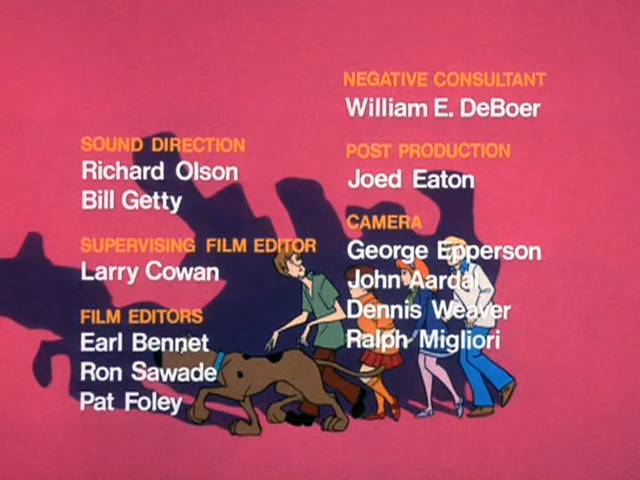 SOUND DIRECTION
Richard Olson
Bill Getty
SUPERVISING FILM EDITOR
Larry Cowan
FILM EDITORS
Earl Bennet
Ron Sawade
Pat Foley
NEGATIVE CONSULTANT
William E. DeBoer
POST PRODUCTION
Joed Eaton
CAMERA
George Epperson
John Aardal
Dennis Weaver
Ralph Migliori